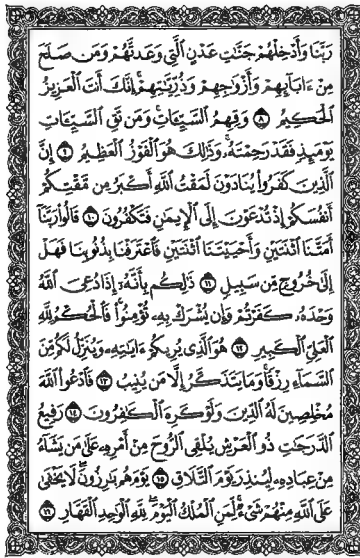 رَبَّنَا وَأَدْخِلْهُمْ جَنَّٰتِ عَدْنٍ ٱلَّتِى وَعَدتَّهُمْ وَمَن صَلَحَ
مِنْ ءَابَآئِهِمْ وَأَزْوَٰجِهِمْ وَذُرِّيَّٰتِهِمْ إِنَّكَ أَنتَ ٱلْعَزِيزُ
ٱلْحَكِيمُ ٨ وَقِهِمُ ٱلسَّيِّـَٔاتِ وَمَن تَقِ ٱلسَّيِّـَٔاتِ
يَوْمَئِذٍ فَقَدْ رَحِمْتَهُۥ وَذَٰلِكَ هُوَ ٱلْفَوْزُ ٱلْعَظِيمُ ٩ إِنَّ
ٱلَّذِينَ كَفَرُوا۟ يُنَادَوْنَ لَمَقْتُ ٱللَّهِ أَكْبَرُ مِن مَّقْتِكُمْ
أَنفُسَكُمْ إِذْ تُدْعَوْنَ إِلَى ٱلْإِيمَٰنِ فَتَكْفُرُونَ ١٠ قَالُوا۟ رَبَّنَآ
أَمَتَّنَا ٱثْنَتَيْنِ وَأَحْيَيْتَنَا ٱثْنَتَيْنِ فَٱعْتَرَفْنَا بِذُنُوبِنَا فَهَلْ
إِلَىٰ خُرُوجٍ مِّن سَبِيلٍ ١١ ذَٰلِكُم بِأَنَّهُۥٓ إِذَا دُعِىَ ٱللَّهُ
وَحْدَهُۥ كَفَرْتُمْ وَإِن يُشْرَكْ بِهِۦ تُؤْمِنُوا۟ فَٱلْحُكْمُ لِلَّهِ
ٱلْعَلِىِّ ٱلْكَبِيرِ ١٢ هُوَ ٱلَّذِى يُرِيكُمْ ءَايَٰتِهِۦ وَيُنَزِّلُ لَكُم مِّنَ
ٱلسَّمَآءِ رِزْقًا وَمَا يَتَذَكَّرُ إِلَّا مَن يُنِيبُ ١٣ فَٱدْعُوا۟ ٱللَّهَ
مُخْلِصِينَ لَهُ ٱلدِّينَ وَلَوْ كَرِهَ ٱلْكَٰفِرُونَ ١٤ رَفِيعُ
ٱلدَّرَجَٰتِ ذُو ٱلْعَرْشِ يُلْقِى ٱلرُّوحَ مِنْ أَمْرِهِۦ عَلَىٰ مَن يَشَآءُ
مِنْ عِبَادِهِۦ لِيُنذِرَ يَوْمَ ٱلتَّلَاقِ ١٥ يَوْمَ هُم بَٰرِزُونَ لَا يَخْفَىٰ
عَلَى ٱللَّهِ مِنْهُمْ شَىْءٌ لِّمَنِ ٱلْمُلْكُ ٱلْيَوْمَ لِلَّهِ ٱلْوَٰحِدِ ٱلْقَهَّارِ ١٦